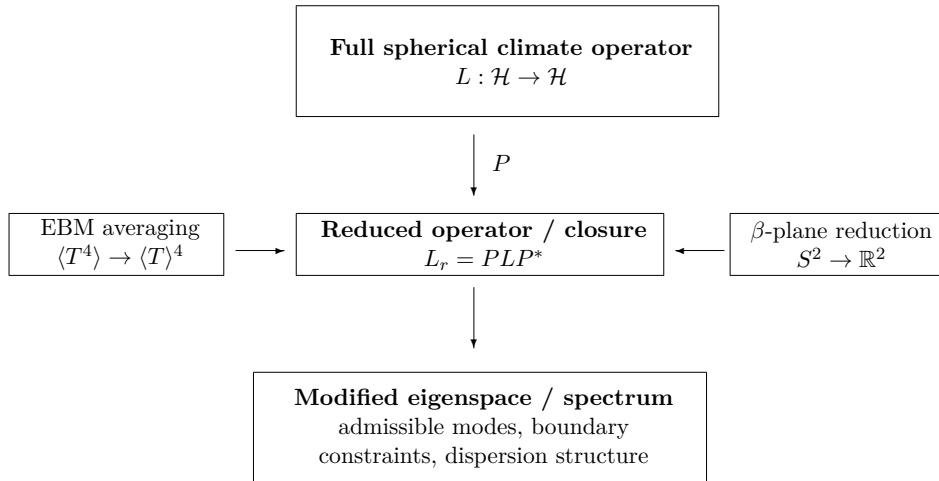 Full spherical climate operator
L : ℋ → ℋ
P
EBM averaging
⟨T⁴⟩ → ⟨T⟩⁴
Reduced operator / closure
Lᵣ = PLP*
β-plane reduction
S² → ℝ²
Modified eigenspace / spectrum
admissible modes, boundary
constraints, dispersion structure